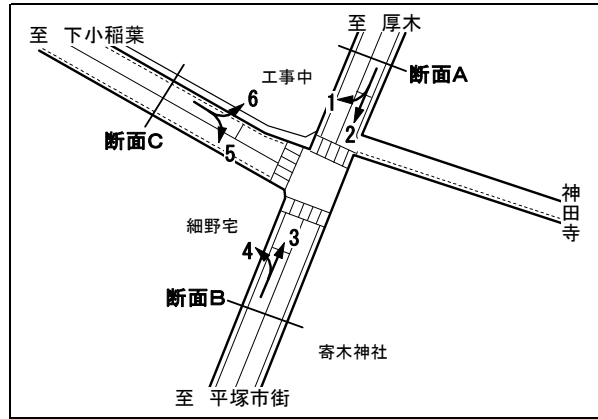 至　厚木
至　下小稲葉
工事中
断面A
1
6
2
断面C
5
神田寺
細野宅
3
4
断面B
寄木神社
至　平塚市街